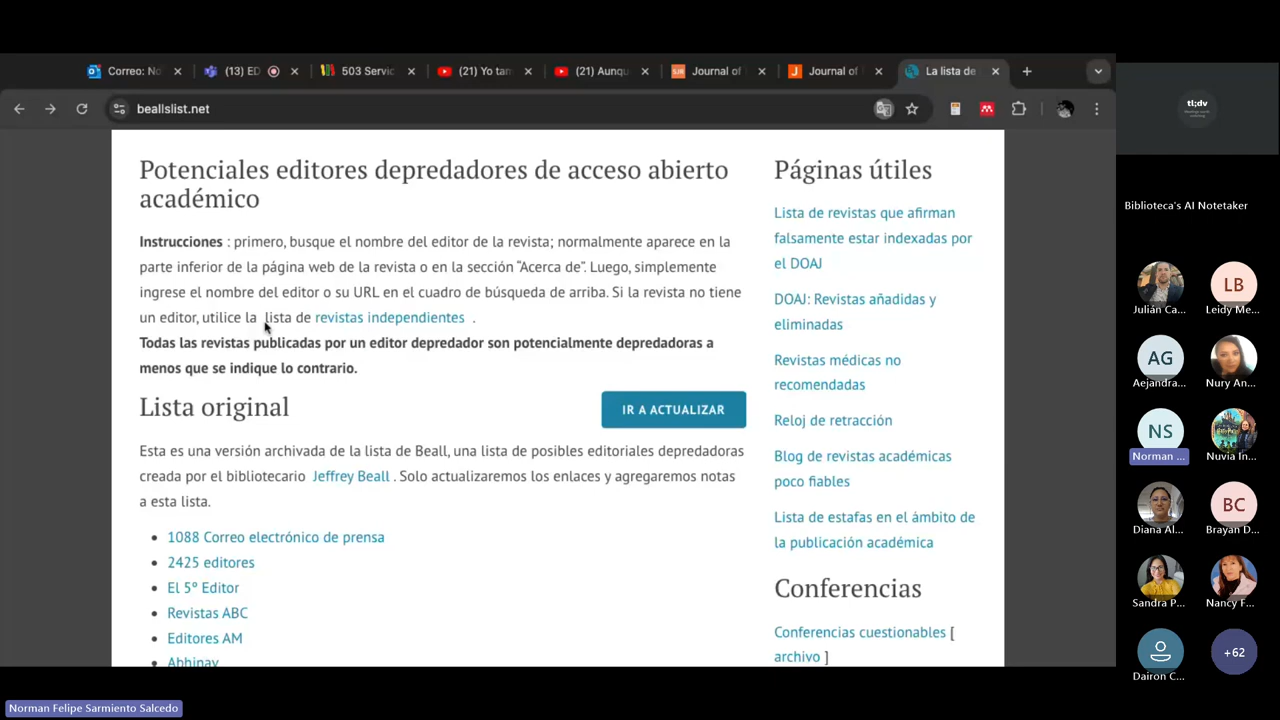 Correo: No
(13) ED
503 Servic
(21) Yo tan
(21) Aunqu
SJR
Journal of
Journal of
La lista de
beallslist.net
Potenciales editores depredadores de acceso abierto
académico
Instrucciones : primero, busque el nombre del editor de la revista; normalmente aparece en la
parte inferior de la página web de la revista o en la sección "Acerca de". Luego, simplemente
ingrese el nombre del editor o su URL en el cuadro de búsqueda de arriba. Si la revista no tiene
un editor, utilice la lista de revistas independientes .
Todas las revistas publicadas por un editor depredador son potencialmente depredadoras a
menos que se indique lo contrario.
Lista original
IR A ACTUALIZAR
Esta es una versión archivada de la lista de Beall, una lista de posibles editoriales depredadoras
creada por el bibliotecario Jeffrey Beall . Solo actualizaremos los enlaces y agregaremos notas
a esta lista.
1088 Correo electrónico de prensa
2425 editores
El 5º Editor
Revistas ABC
Editores AM
Abhinav
Páginas útiles
Lista de revistas que afirman
falsamente estar indexadas por
el DOAJ
DOAJ: Revistas añadidas y
eliminadas
Revistas médicas no
recomendadas
Reloj de retracción
Blog de revistas académicas
poco fiables
Lista de estafas en el ámbito de
la publicación académica
Conferencias
Conferencias cuestionables [
archivo ]
tl;dv
Biblioteca's AI Notetaker
Julián Ca...
LB
Leidy Me...
AG
Aejandra...
Nury An...
NS
Norman ...
Nuvia In...
Diana Al...
BC
Brayan D...
Sandra P...
Nancy F...
Dairon C...
+62
Norman Felipe Sarmiento Salcedo